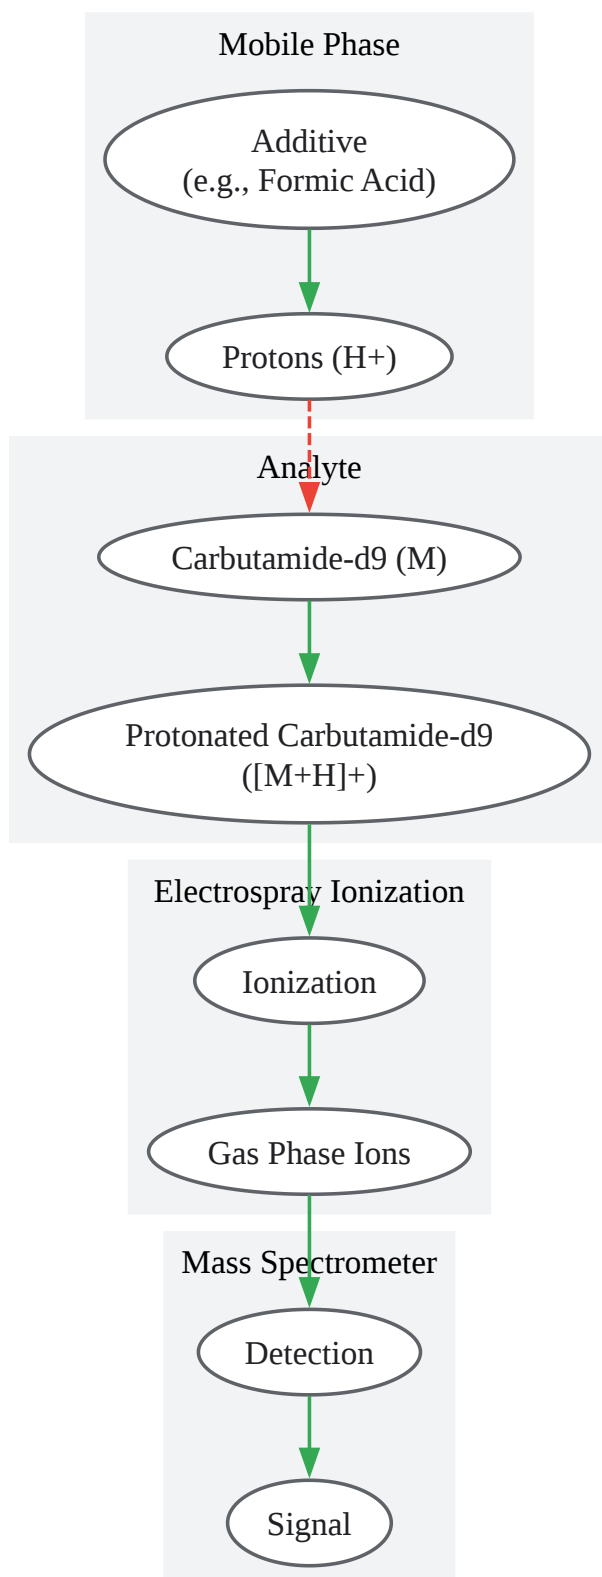 Mobile Phase
Additive
(e.g., Formic Acid)
Protons (H+)
Analyte
Carbutamide-d9 (M)
Protonated Carbutamide-d9
([M+H]+)
Electrospray Ionization
Ionization
Gas Phase Ions
Mass Spectrometer
Detection
Signal